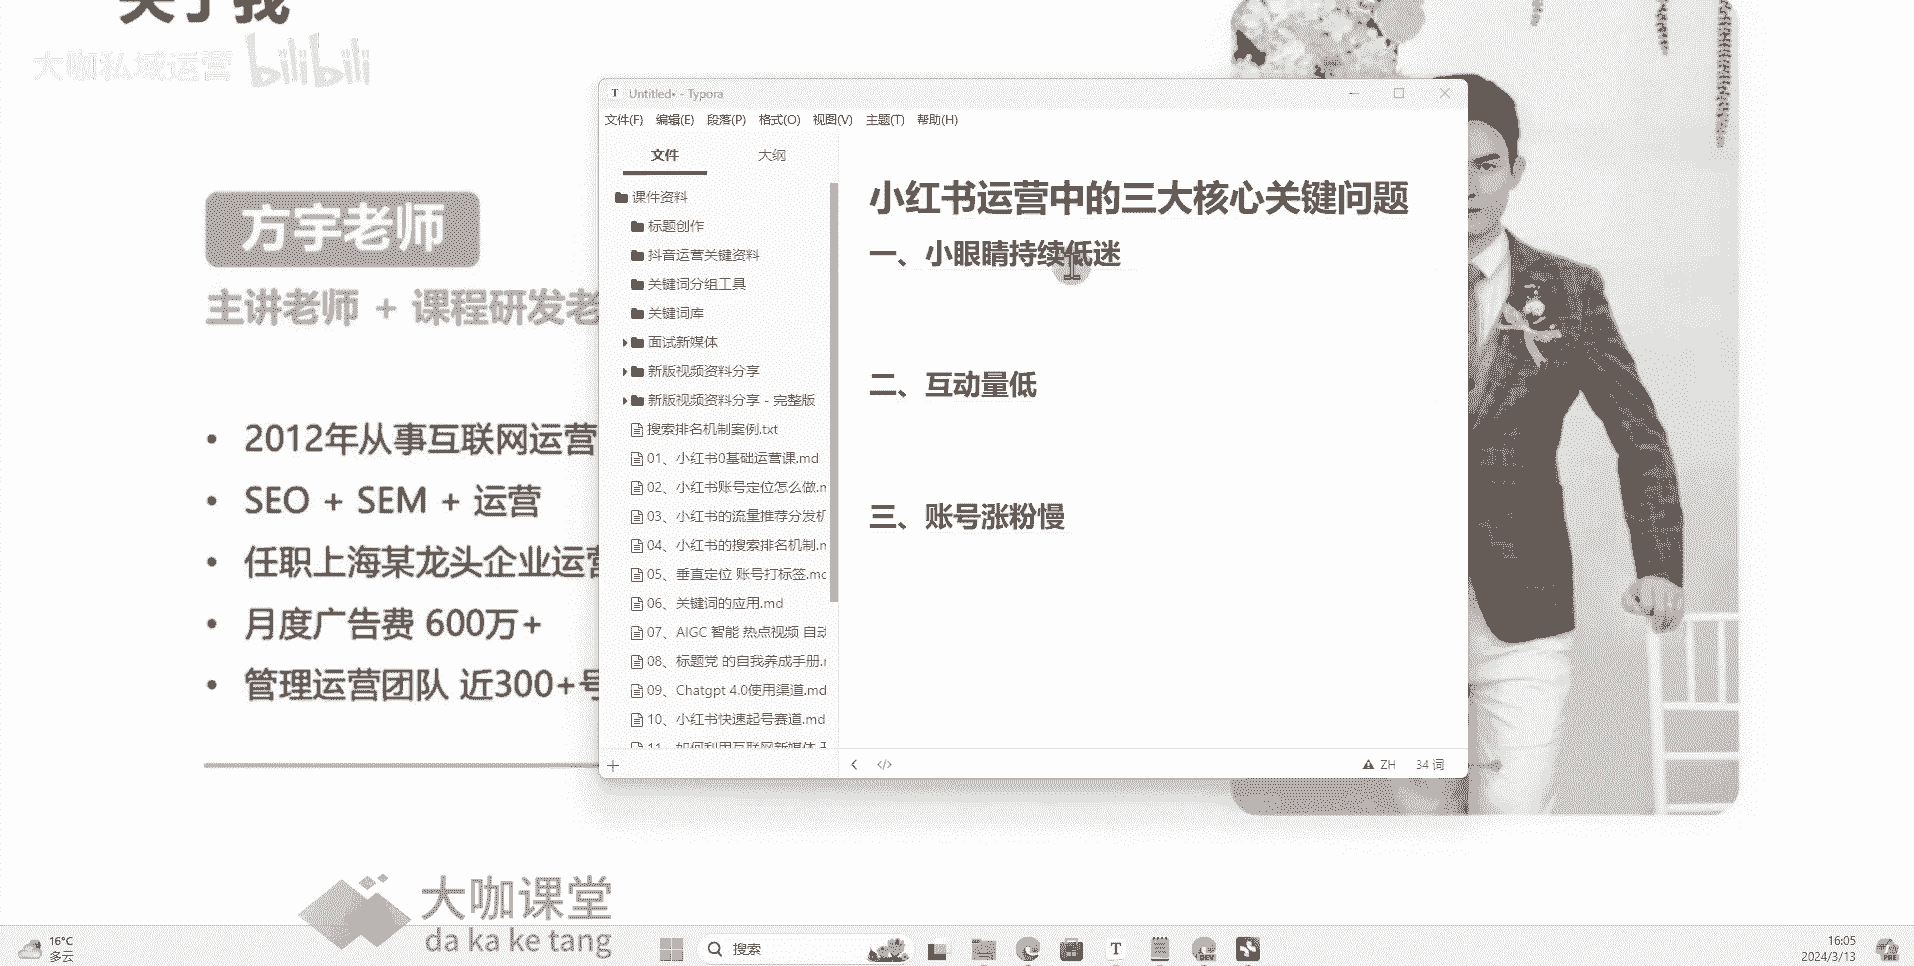 关于我
大咖私域运营 bilibili
方宇老师
主讲老师 + 课程研发老
• 2012年从事互联网运营
• SEO + SEM + 运营
• 任职上海某龙头企业运营
• 月度广告费 600万+
• 管理运营团队 近300+号
Untitled• - Typora
文件(F) 编辑(E) 段落(P) 格式(O) 视图(V) 主题(T) 帮助(H)
文件 大纲
课件资料
标题创作
抖音运营关键资料
关键词分组工具
关键词库
面试新媒体
新版视频资料分享
新版视频资料分享 - 完整版
搜索排名机制案例.txt
01、小红书0基础运营课.md
02、小红书账号定位怎么做.m
03、小红书的流量推荐分发机
04、小红书的搜索排名机制.m
05、垂直定位 账号打标签.md
06、关键词的应用.md
07、AIGC 智能 热点视频 自动
08、标题党 的自我养成手册.m
09、Chatgpt 4.0使用渠道.md
10、小红书快速起号赛道.md
11、如何利用互联网新媒体
小红书运营中的三大核心关键问题
一、小眼睛持续低迷
二、互动量低
三、账号涨粉慢
ZH 34 词
大咖课堂
da ka ke tang
16°C
多云
搜索
T
DEV
16:05
2024/3/13
PRE